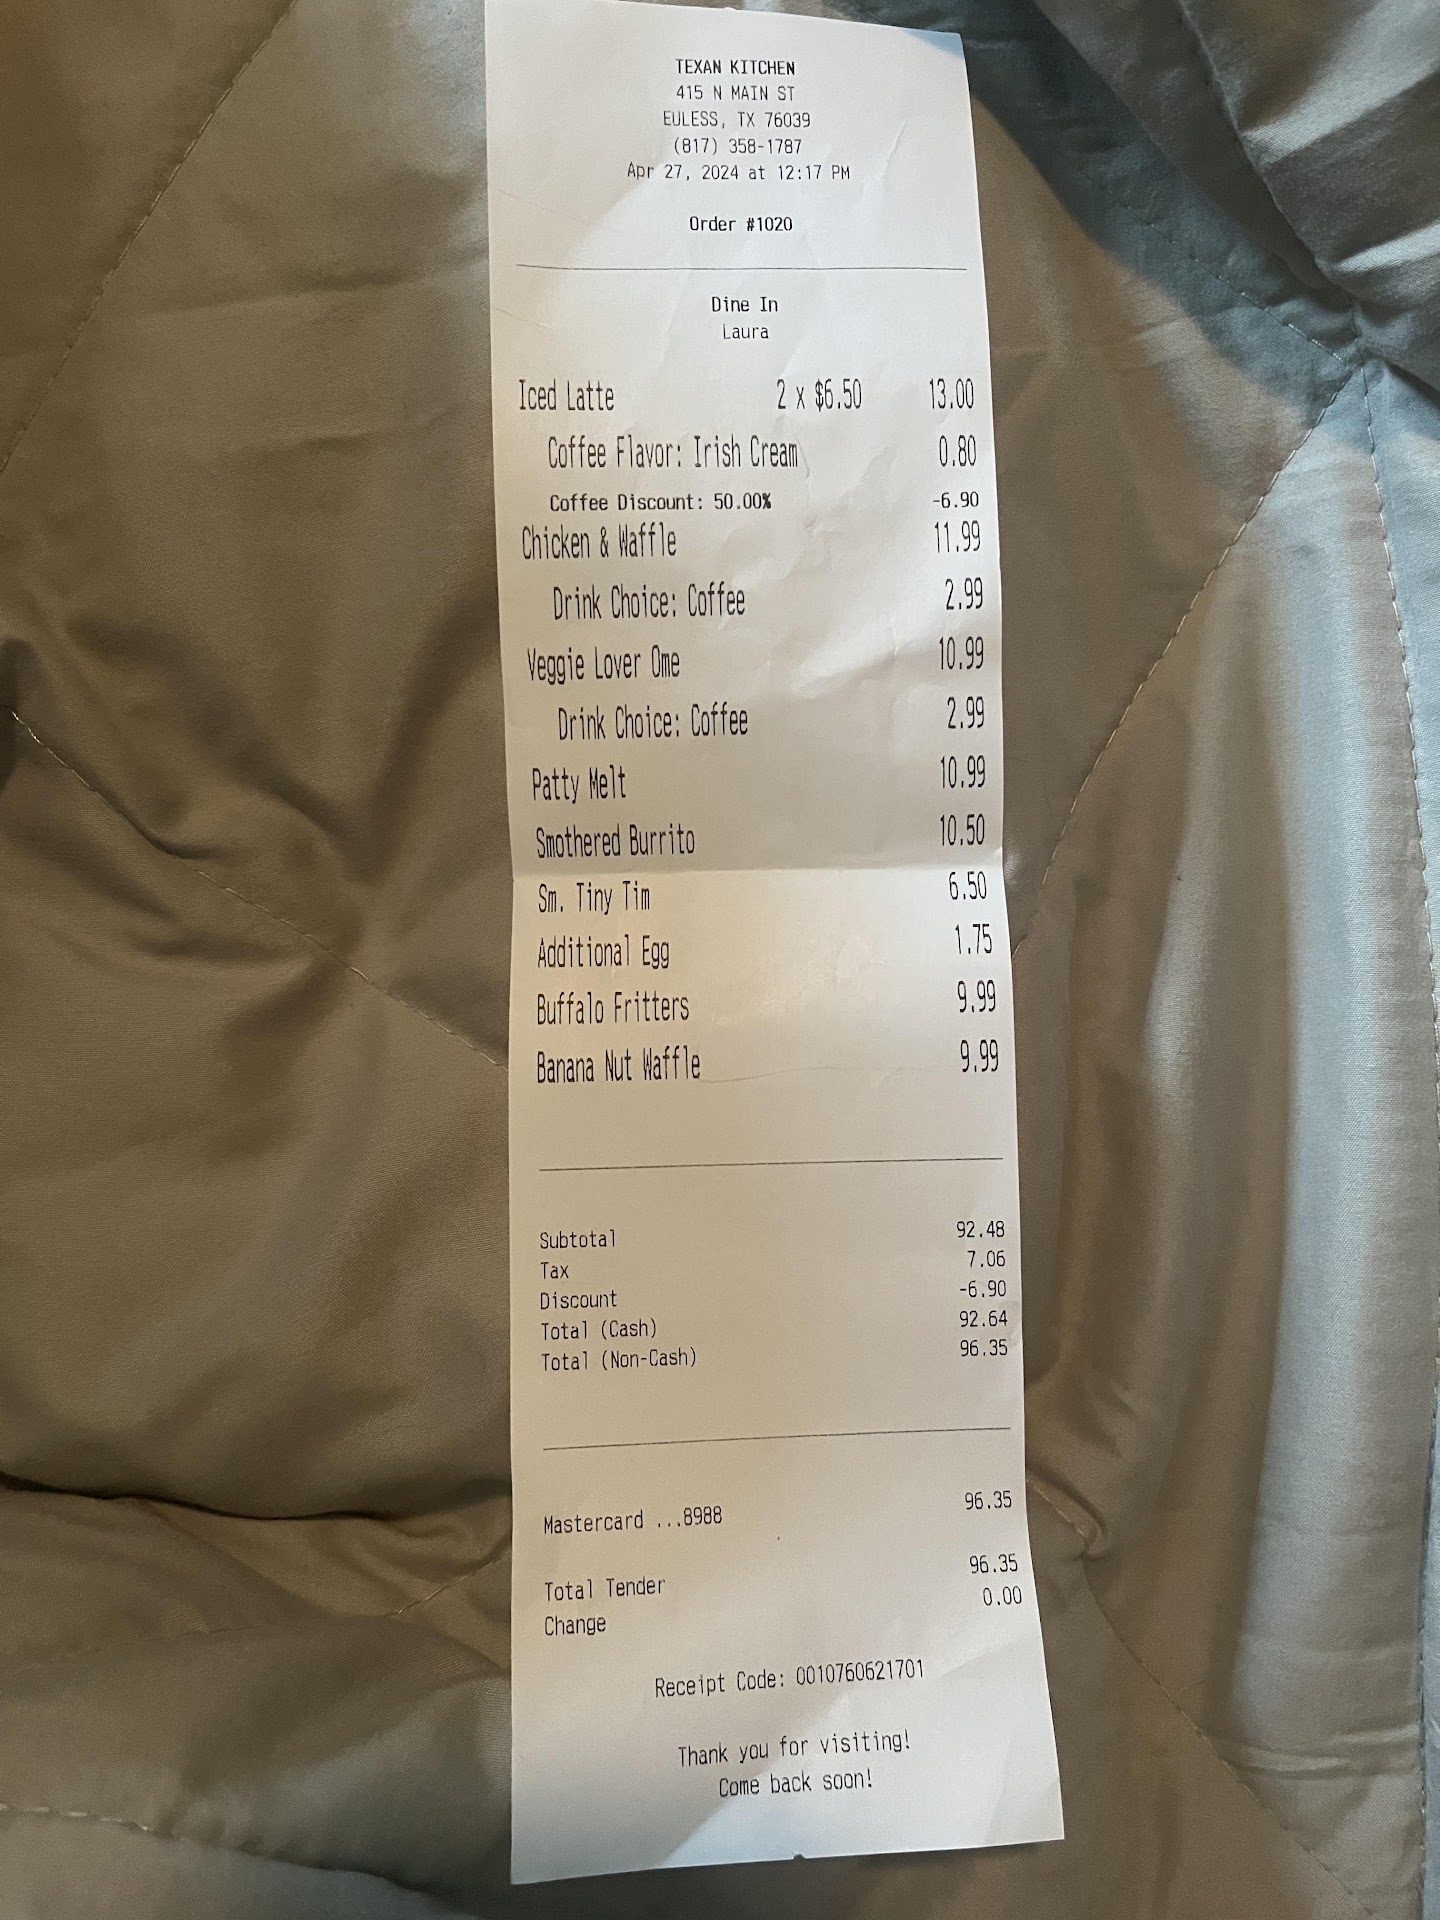 TEXAN KITCHEN
415 N MAIN ST
EULESS, TX 76039
(817) 358-1787
Apr 27, 2024 at 12:17 PM
Order #1020
Dine In
Laura
Iced Latte 2 x $6.50 13.00
Coffee Flavor: Irish Cream 0.80
Coffee Discount: 50.00% -6.90
Chicken & Waffle 11.99
Drink Choice: Coffee 2.99
Veggie Lover Ome 10.99
Drink Choice: Coffee 2.99
Patty Melt 10.99
Smothered Burrito 10.50
Sm. Tiny Tim 6.50
Additional Egg 1.75
Buffalo Fritters 9.99
Banana Nut Waffle 9.99
Subtotal 92.48
Tax 7.06
Discount -6.90
Total (Cash) 92.64
Total (Non-Cash) 96.35
Mastercard ...8988 96.35
Total Tender 96.35
Change 0.00
Receipt Code: 0010760621701
Thank you for visiting!
Come back soon!